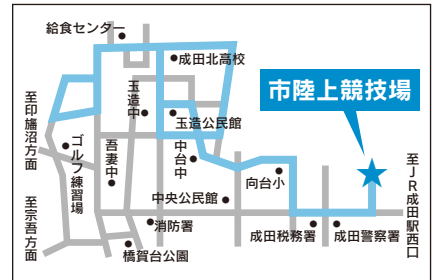 給食センター
成田北高校
市陸上競技場
玉造中
玉造公民館
至印旛沼方面
ゴルフ練習場
吾妻中
中台中
向台小
至JR成田駅西口
中央公民館
至宗吾方面
消防署
成田税務署
成田警察署
橋賀台公園